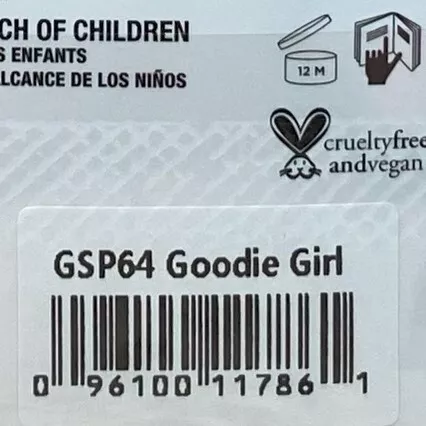 CH OF CHILDREN
S ENFANTS
LCANCE DE LOS NIÑOS
12 M
crueltyfree
andvegan
GSP64 Goodie Girl
0 96100 11786 1